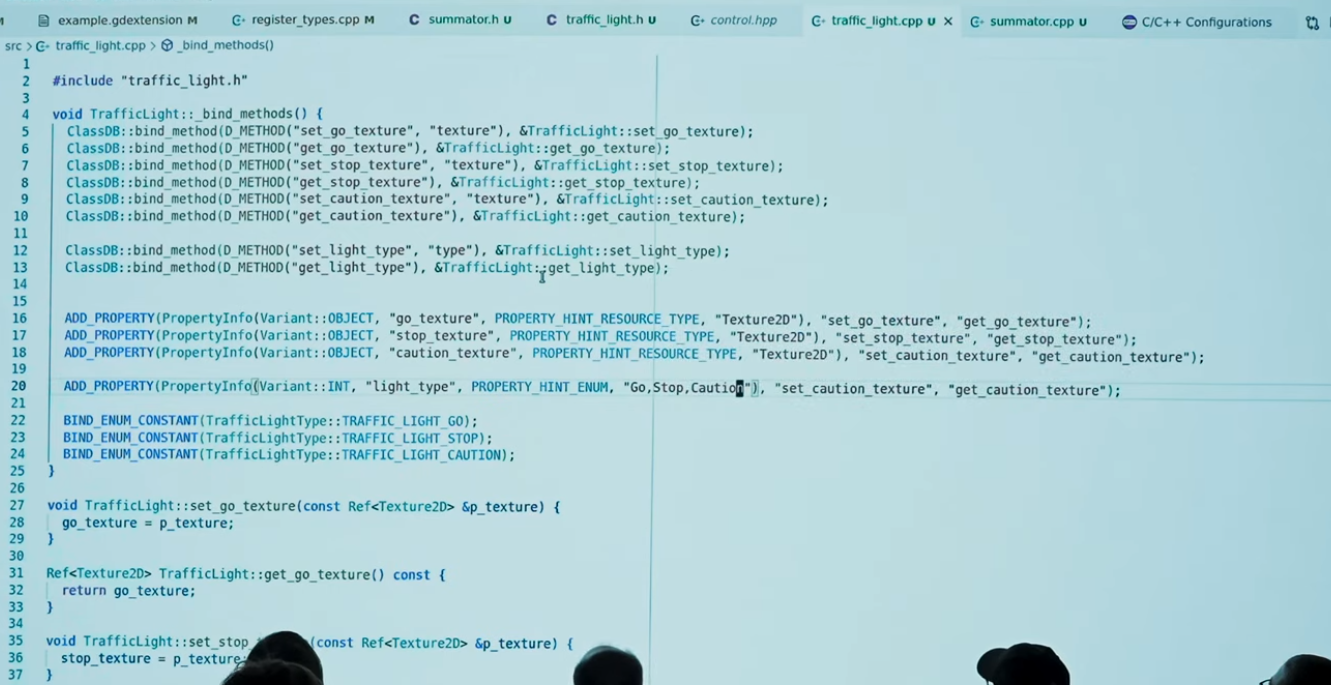 example.gdextension M register_types.cpp M summator.h U traffic_light.h U control.hpp traffic_light.cpp U summator.cpp U C/C++ Configurations
src > traffic_light.cpp > _bind_methods()
1
2 #include "traffic_light.h"
3
4 void TrafficLight::_bind_methods() {
5 ClassDB::bind_method(D_METHOD("set_go_texture", "texture"), &TrafficLight::set_go_texture);
6 ClassDB::bind_method(D_METHOD("get_go_texture"), &TrafficLight::get_go_texture);
7 ClassDB::bind_method(D_METHOD("set_stop_texture", "texture"), &TrafficLight::set_stop_texture);
8 ClassDB::bind_method(D_METHOD("get_stop_texture"), &TrafficLight::get_stop_texture);
9 ClassDB::bind_method(D_METHOD("set_caution_texture", "texture"), &TrafficLight::set_caution_texture);
10 ClassDB::bind_method(D_METHOD("get_caution_texture"), &TrafficLight::get_caution_texture);
11
12 ClassDB::bind_method(D_METHOD("set_light_type", "type"), &TrafficLight::set_light_type);
13 ClassDB::bind_method(D_METHOD("get_light_type"), &TrafficLight::get_light_type);
14
15
16 ADD_PROPERTY(PropertyInfo(Variant::OBJECT, "go_texture", PROPERTY_HINT_RESOURCE_TYPE, "Texture2D"), "set_go_texture", "get_go_texture");
17 ADD_PROPERTY(PropertyInfo(Variant::OBJECT, "stop_texture", PROPERTY_HINT_RESOURCE_TYPE, "Texture2D"), "set_stop_texture", "get_stop_texture");
18 ADD_PROPERTY(PropertyInfo(Variant::OBJECT, "caution_texture", PROPERTY_HINT_RESOURCE_TYPE, "Texture2D"), "set_caution_texture", "get_caution_texture");
19
20 ADD_PROPERTY(PropertyInfo(Variant::INT, "light_type", PROPERTY_HINT_ENUM, "Go,Stop,Caution"), "set_caution_texture", "get_caution_texture");
21
22 BIND_ENUM_CONSTANT(TrafficLightType::TRAFFIC_LIGHT_GO);
23 BIND_ENUM_CONSTANT(TrafficLightType::TRAFFIC_LIGHT_STOP);
24 BIND_ENUM_CONSTANT(TrafficLightType::TRAFFIC_LIGHT_CAUTION);
25 }
26
27 void TrafficLight::set_go_texture(const Ref<Texture2D> &p_texture) {
28 go_texture = p_texture;
29 }
30
31 Ref<Texture2D> TrafficLight::get_go_texture() const {
32 return go_texture;
33 }
34
35 void TrafficLight::set_stop_ (const Ref<Texture2D> &p_texture) {
36 stop_texture = p_texture;
37 }